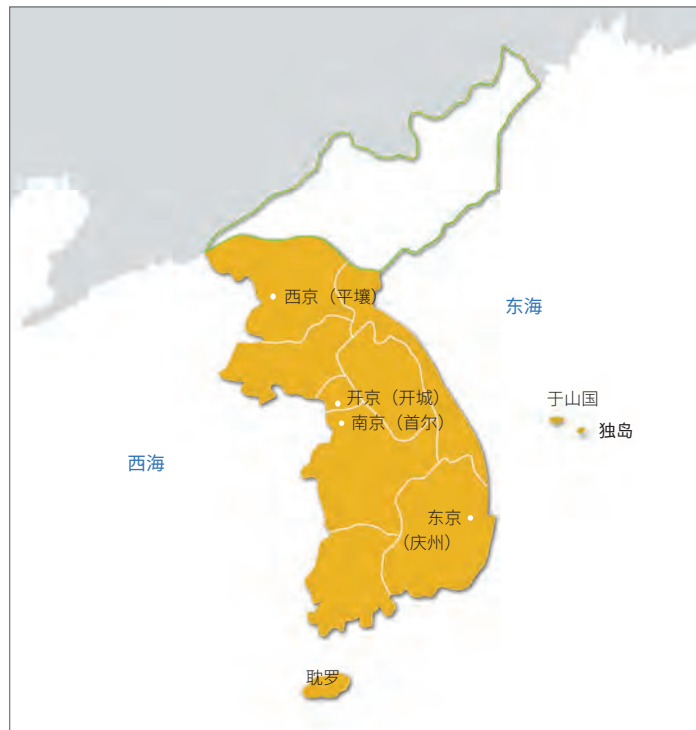 西京（平壤）
东海
开京（开城）
于山国
南京（首尔）
独岛
西海
东京
（庆州）
耽罗